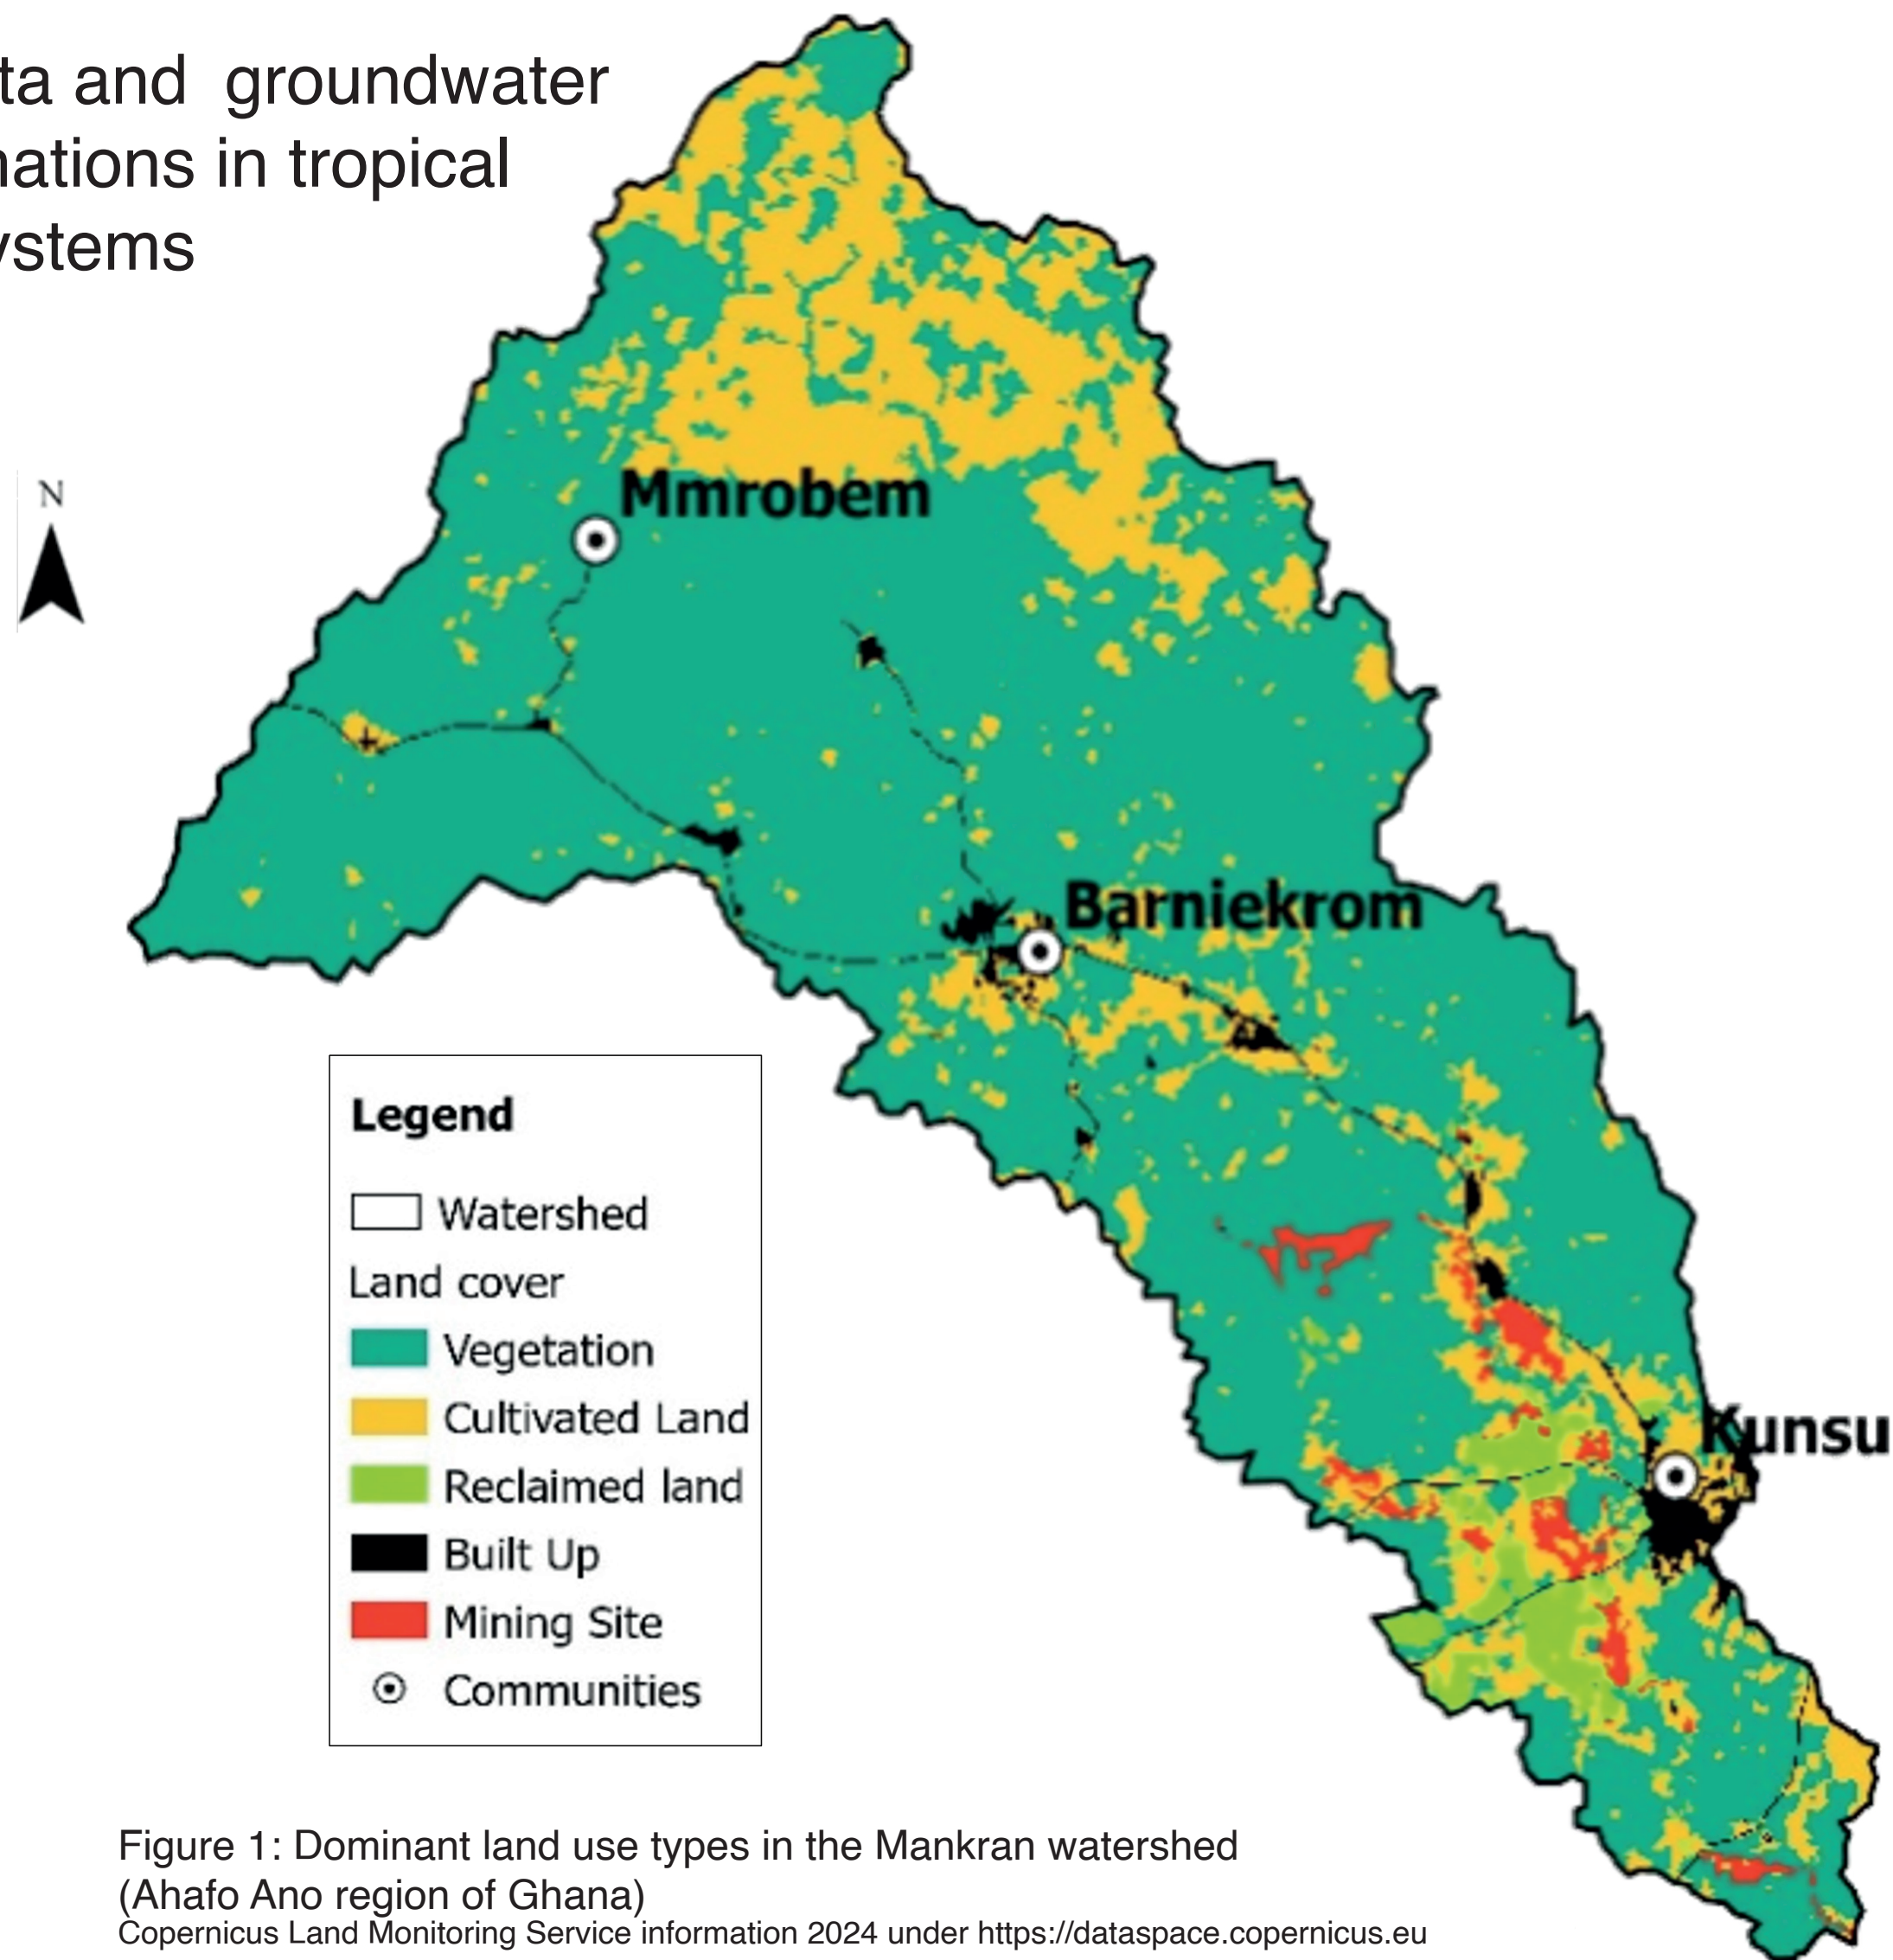 ta and groundwater
nations in tropical
ystems
N
Mmrobem
Barniekrom
Kunsu
Legend
Watershed
Land cover
Vegetation
Cultivated Land
Reclaimed land
Built Up
Mining Site
Communities
Figure 1: Dominant land use types in the Mankran watershed
(Ahafo Ano region of Ghana)
Copernicus Land Monitoring Service information 2024 under https://dataspace.copernicus.eu